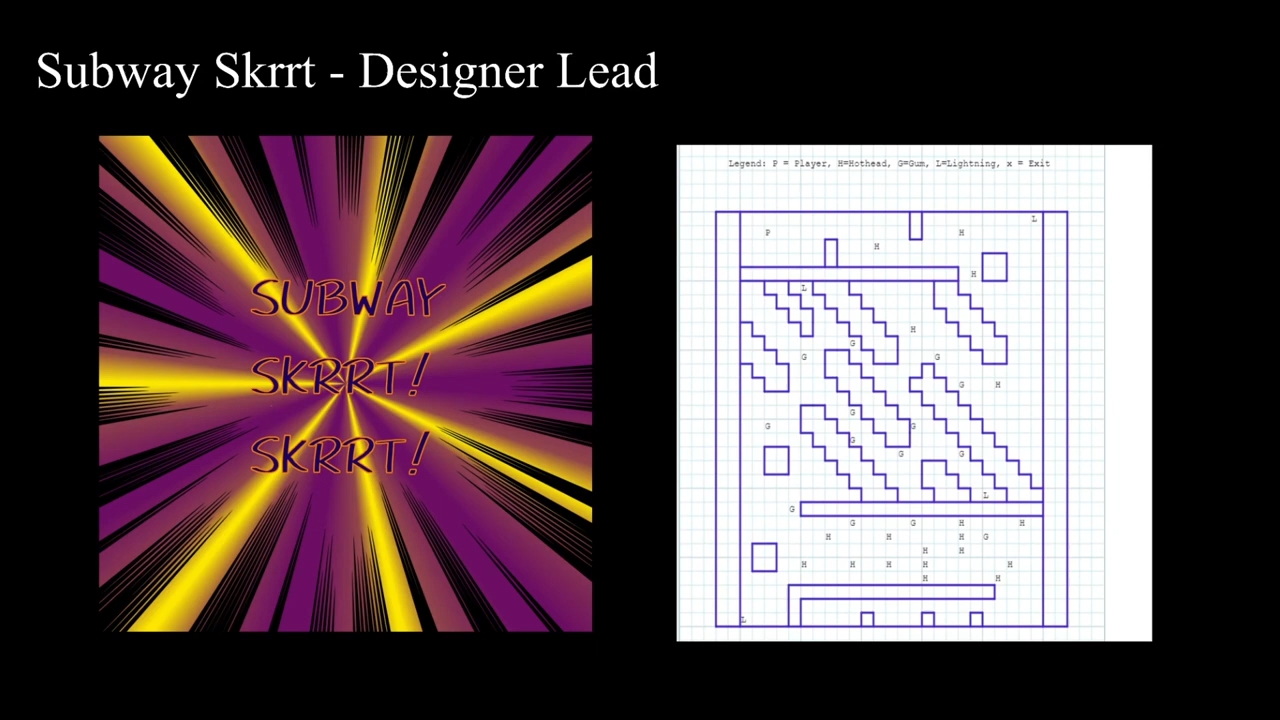 Subway Skrrt - Designer Lead
SUBWAY
SKRRT!
SKRRT!
Legend: P = Player, H=Hothead, G=Gum, L=Lightning, x = Exit
L
P H
H
H
L
H
G
G G
G H
G
G G
G
G G
L
G
G G H H
H H H G
H H
H H H H H
H H
L